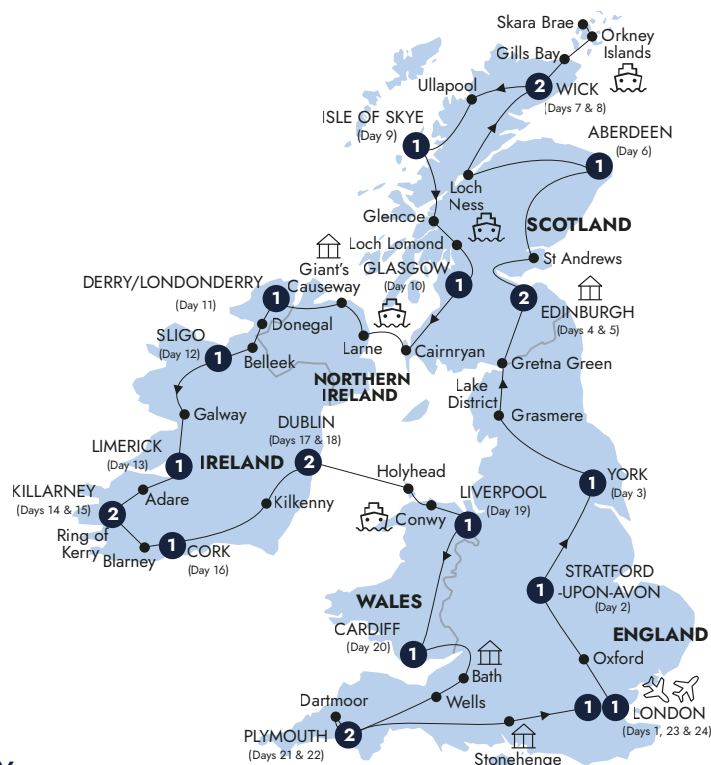 Skara Brae
Orkney
Islands
Gills Bay
Ullapool
2
WICK
(Days 7 & 8)
ISLE OF SKYE
(Day 9)
1
ABERDEEN
(Day 6)
1
Loch
Ness
Glencoe
SCOTLAND
Loch Lomond
St Andrews
GLASGOW
(Day 10)
1
Giant's
Causeway
DERRY/LONDONDERRY
(Day 11)
1
2
EDINBURGH
(Days 4 & 5)
Donegal
SLIGO
(Day 12)
1
Belleek
Larne
Cairnryan
Gretna Green
NORTHERN
IRELAND
Lake
District
Grasmere
Galway
DUBLIN
(Days 17 & 18)
2
LIMERICK
(Day 13)
1
IRELAND
Holyhead
YORK
(Day 3)
1
KILLARNEY
(Days 14 & 15)
2
Adare
Kilkenny
LIVERPOOL
(Day 19)
1
Conwy
Ring of
Kerry
Blarney
1
CORK
(Day 16)
STRATFORD
-UPON-AVON
(Day 2)
1
WALES
CARDIFF
(Day 20)
1
ENGLAND
Oxford
Bath
Wells
Dartmoor
PLYMOUTH
(Days 21 & 22)
2
1
1
LONDON
(Days 1, 23 & 24)
Stonehenge